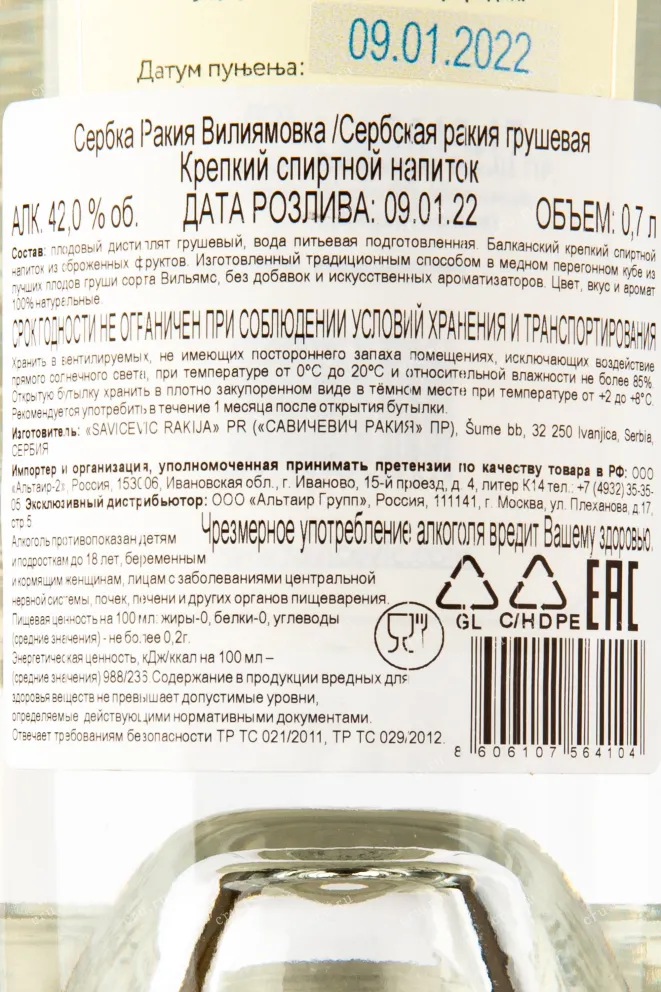 09.01.2022
Датум пуњења:
Сербка Ракия Вилиямовка /Сербская ракия грушевая
Крепкий спиртной напиток
АЛК. 42,0 % об. ДАТА РОЗЛИВА: 09.01.22 ОБЪЕМ: 0,7 л
Состав: плодовый дистиллят грушевый, вода питьевая подготовленная. Балканский крепкий спиртной
напиток из сброженных фруктов. Изготовленный традиционным способом в медном перегонном кубе из
лучших плодов груши сорта Вильямс, без добавок и искусственных ароматизаторов. Цвет, вкус и аромат
100% натуральные.
СРОК ГОДНОСТИ НЕ ОГРАНИЧЕН ПРИ СОБЛЮДЕНИИ УСЛОВИЙ ХРАНЕНИЯ И ТРАНСПОРТИРОВАНИЯ
Хранить в вентилируемых, не имеющих постороннего запаха помещениях, исключающих воздействие
прямого солнечного света, при температуре от 0°С до 20°С и относительной влажности не более 85%.
Открытую бутылку хранить в плотно закупоренном виде в тёмном месте при температуре от +2 до +8°С.
Рекомендуется употребить в течение 1 месяца после открытия бутылки.
Изготовитель: «SAVICEVIC RAKIJA» PR («САВИЧЕВИЧ РАКИЯ» ПР), Šume bb, 32 250 Ivanjica, Serbia,
СЕРБИЯ
Импортер и организация, уполномоченная принимать претензии по качеству товара в РФ: ООО
«Альтаир-2», Россия, 153006, Ивановская обл., г. Иваново, 15-й проезд, д. 4, литер К14 тел.: +7 (4932) 35-35-
05 Эксклюзивный дистрибьютор: ООО «Альтаир Групп», Россия, 111141, г. Москва, ул. Плеханова, д.17,
стр.5
Чрезмерное употребление алкоголя вредит Вашему здоровью.
Алкоголь противопоказан детям
и подросткам до 18 лет, беременным
и кормящим женщинам, лицам с заболеваниями центральной
нервной системы, почек, печени и других органов пищеварения.
Пищевая ценность на 100 мл: жиры-0, белки-0, углеводы
(средние значения) - не более 0,2г.
Энергетическая ценность, кДж/ккал на 100 мл –
(средние значения) 988/236 Содержание в продукции вредных для
здоровья веществ не превышает допустимые уровни,
определяемые действующими нормативными документами.
Отвечает требованиям безопасности ТР ТС 021/2011, ТР ТС 029/2012.
GL C/HDPE EAC
8 606107 564104